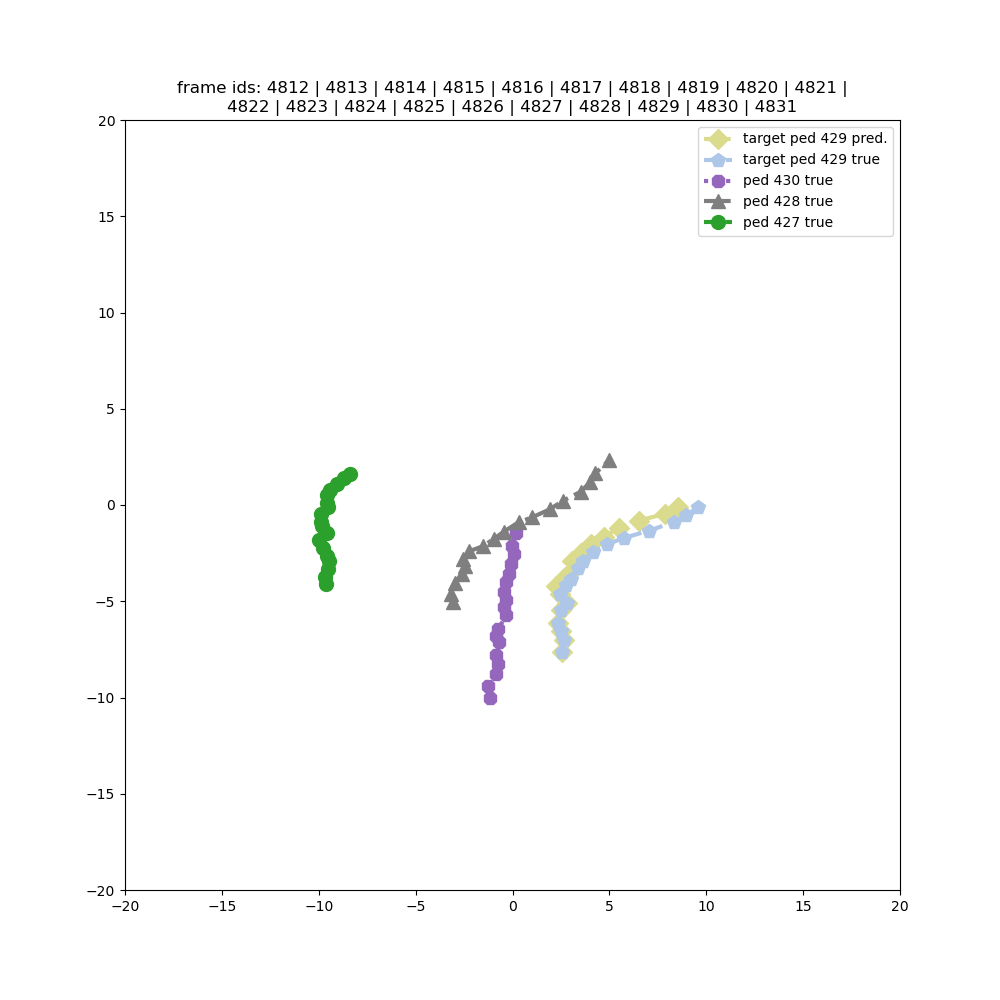 frame ids: 4812 | 4813 | 4814 | 4815 | 4816 | 4817 | 4818 | 4819 | 4820 | 4821 |
4822 | 4823 | 4824 | 4825 | 4826 | 4827 | 4828 | 4829 | 4830 | 4831
target ped 429 pred.
target ped 429 true
ped 430 true
ped 428 true
ped 427 true
20
15
10
5
0
−5
−10
−15
−20
−20 −15 −10 −5 0 5 10 15 20